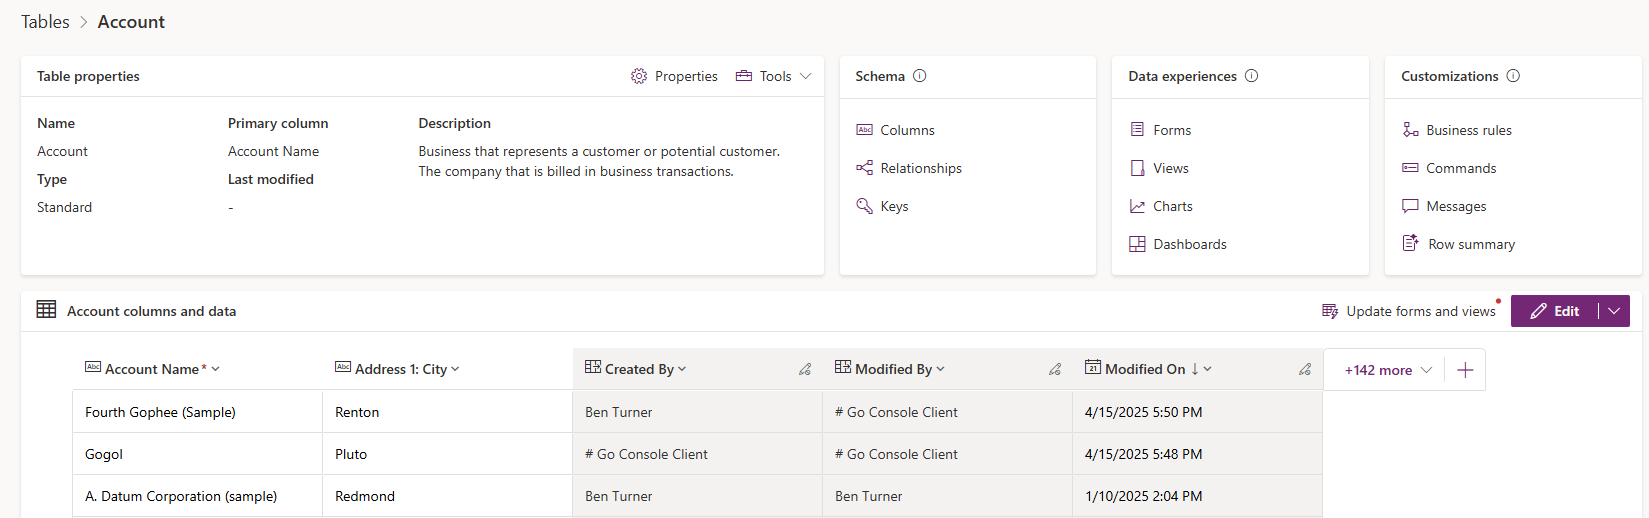 Tables > Account
Table properties
Properties
Tools
Name
Primary column
Description
Account
Account Name
Business that represents a customer or potential customer.
The company that is billed in business transactions.
Type
Last modified
Standard
-
Schema
Columns
Relationships
Keys
Data experiences
Forms
Views
Charts
Dashboards
Customizations
Business rules
Commands
Messages
Row summary
Account columns and data
Update forms and views
Edit
Abc Account Name *
Abc Address 1: City
Created By
Modified By
21 Modified On ↓
+142 more
Fourth Gophee (Sample) Renton Ben Turner # Go Console Client 4/15/2025 5:50 PM
Gogol Pluto # Go Console Client # Go Console Client 4/15/2025 5:48 PM
A. Datum Corporation (sample) Redmond Ben Turner Ben Turner 1/10/2025 2:04 PM